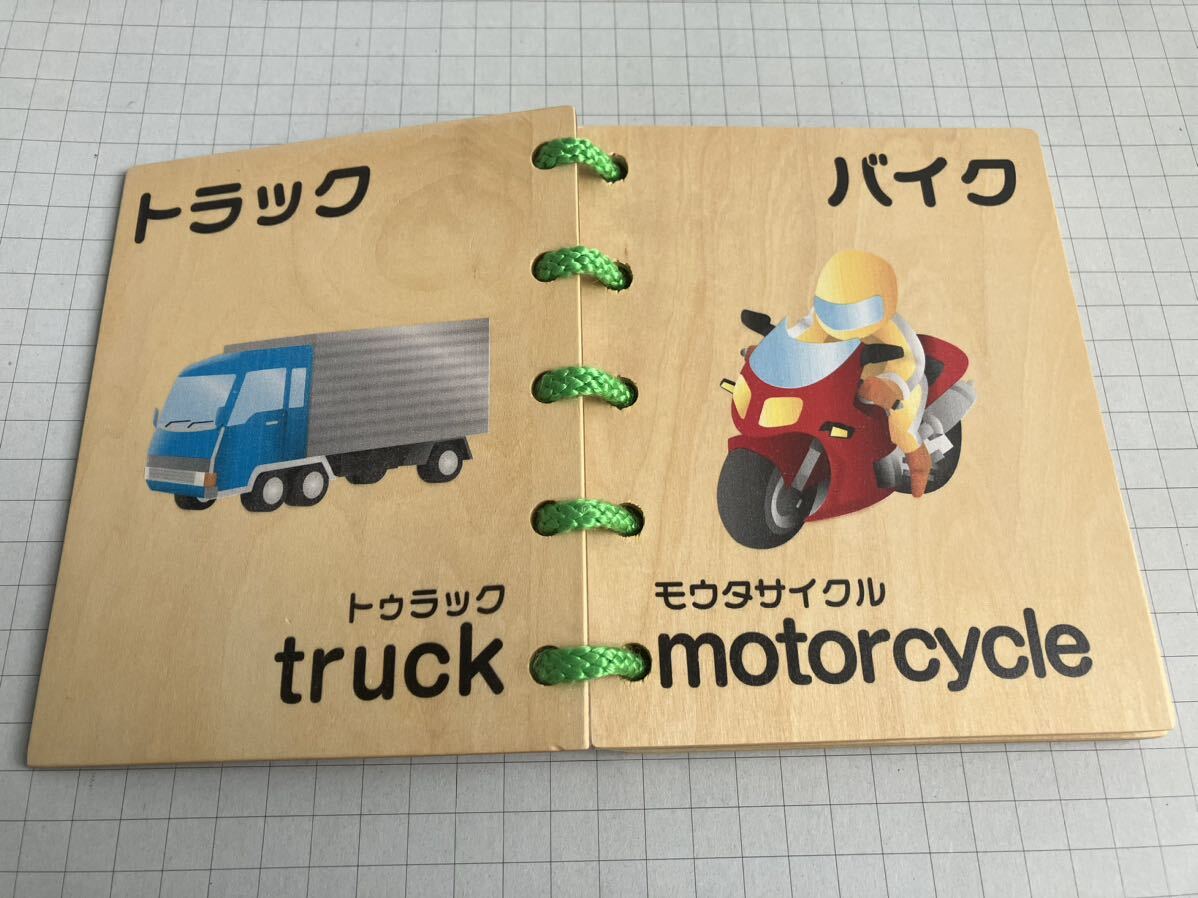 トラック
トゥラック
truck
バイク
モウタサイクル
motorcycle